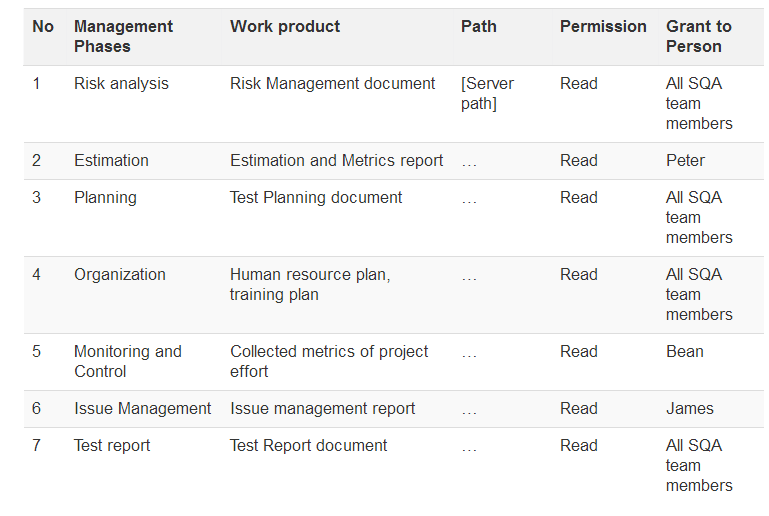 No Management Phases Work product Path Permission Grant to Person
1 Risk analysis Risk Management document [Server path] Read All SQA team members
2 Estimation Estimation and Metrics report … Read Peter
3 Planning Test Planning document … Read All SQA team members
4 Organization Human resource plan, training plan … Read All SQA team members
5 Monitoring and Control Collected metrics of project effort … Read Bean
6 Issue Management Issue management report … Read James
7 Test report Test Report document … Read All SQA team members